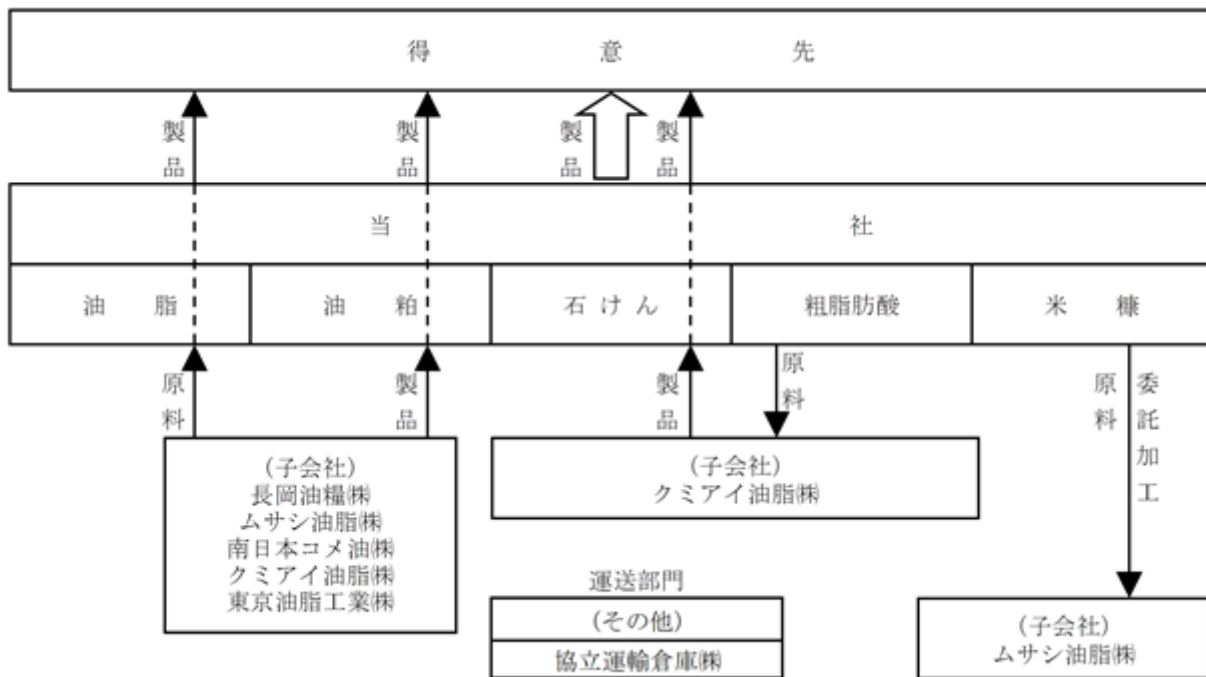 得意先
製品
製品
製品
製品
当社
油脂
油粕
石けん
粗脂肪酸
米糠
原料
製品
製品
原料
原料
委託加工
(子会社)
長岡油糧㈱
ムサシ油脂㈱
南日本コメ油㈱
クミアイ油脂㈱
東京油脂工業㈱
(子会社)
クミアイ油脂㈱
運送部門
(その他)
協立運輸倉庫㈱
(子会社)
ムサシ油脂㈱